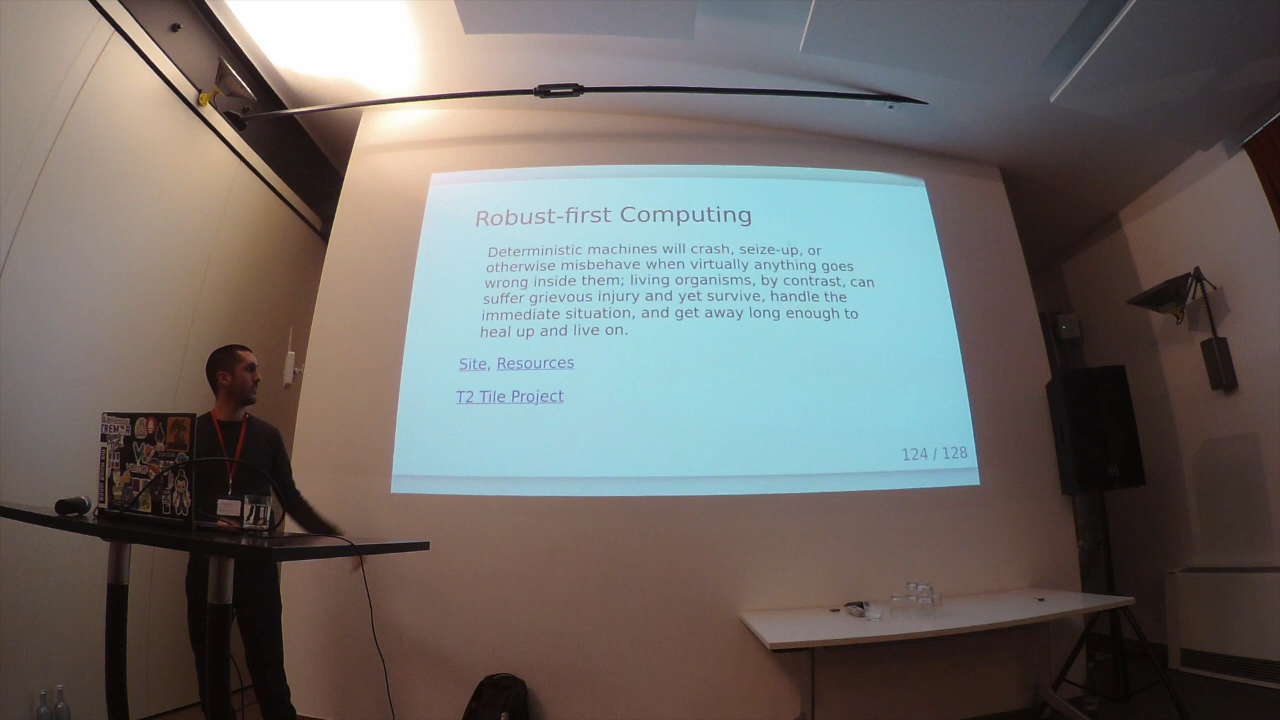 Robust-first Computing
Deterministic machines will crash, seize-up, or
otherwise misbehave when virtually anything goes
wrong inside them; living organisms, by contrast, can
suffer grievous injury and yet survive, handle the
immediate situation, and get away long enough to
heal up and live on.
Site, Resources
T2 Tile Project
124 / 128